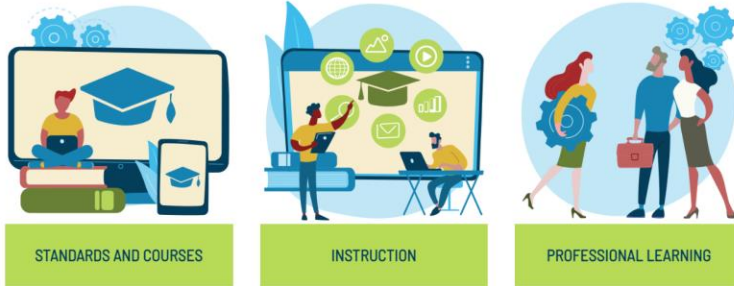 STANDARDS AND COURSES
INSTRUCTION
PROFESSIONAL LEARNING